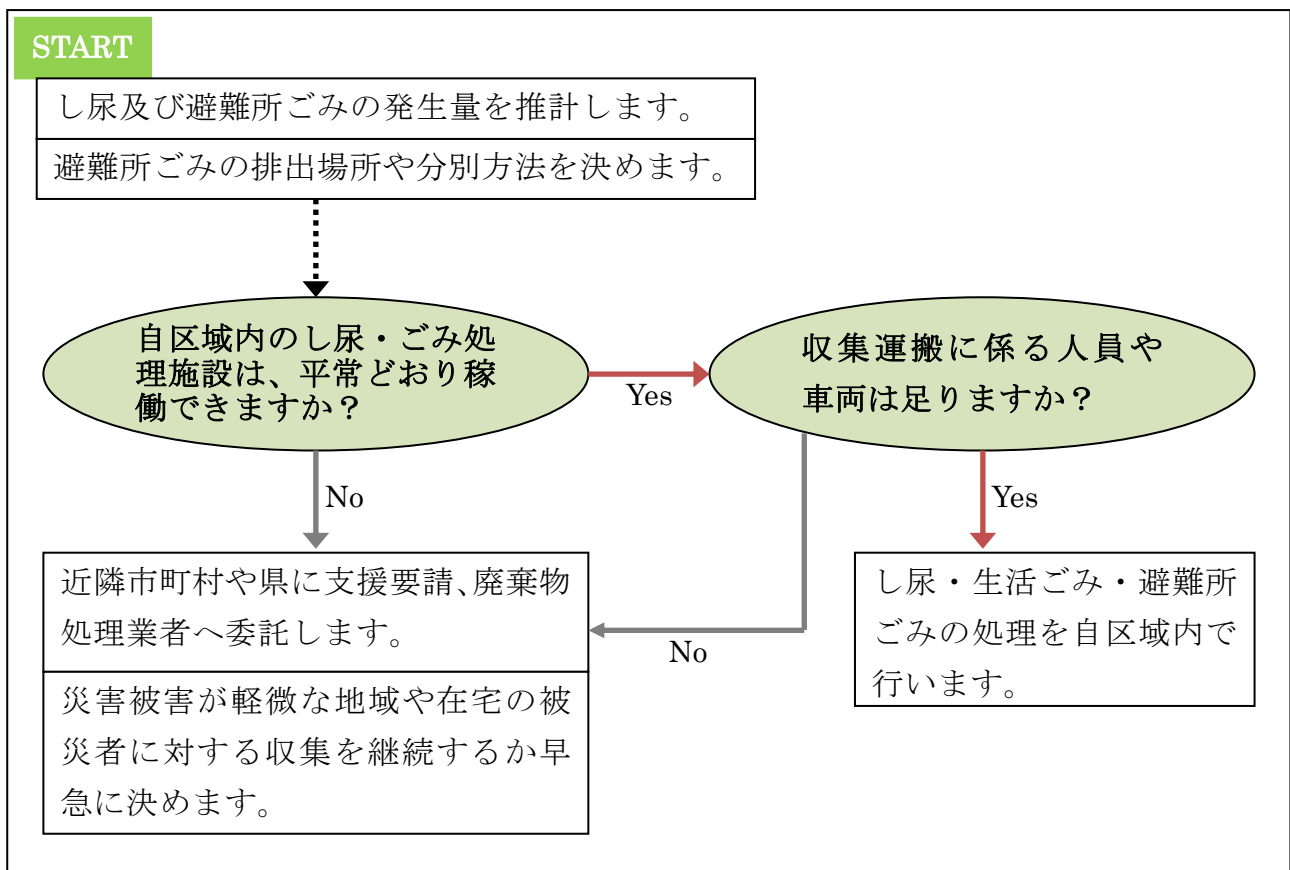 START
し尿及び避難所ごみの発生量を推計します。
避難所ごみの排出場所や分別方法を決めます。
自区域内のし尿・ごみ処
理施設は、平常どおり稼
働できますか？
Yes
収集運搬に係る人員や
車両は足りますか？
No
Yes
近隣市町村や県に支援要請、廃棄物
処理業者へ委託します。
No
し尿・生活ごみ・避難所
ごみの処理を自区域内で
行います。
災害被害が軽微な地域や在宅の被
災者に対する収集を継続するか早
急に決めます。